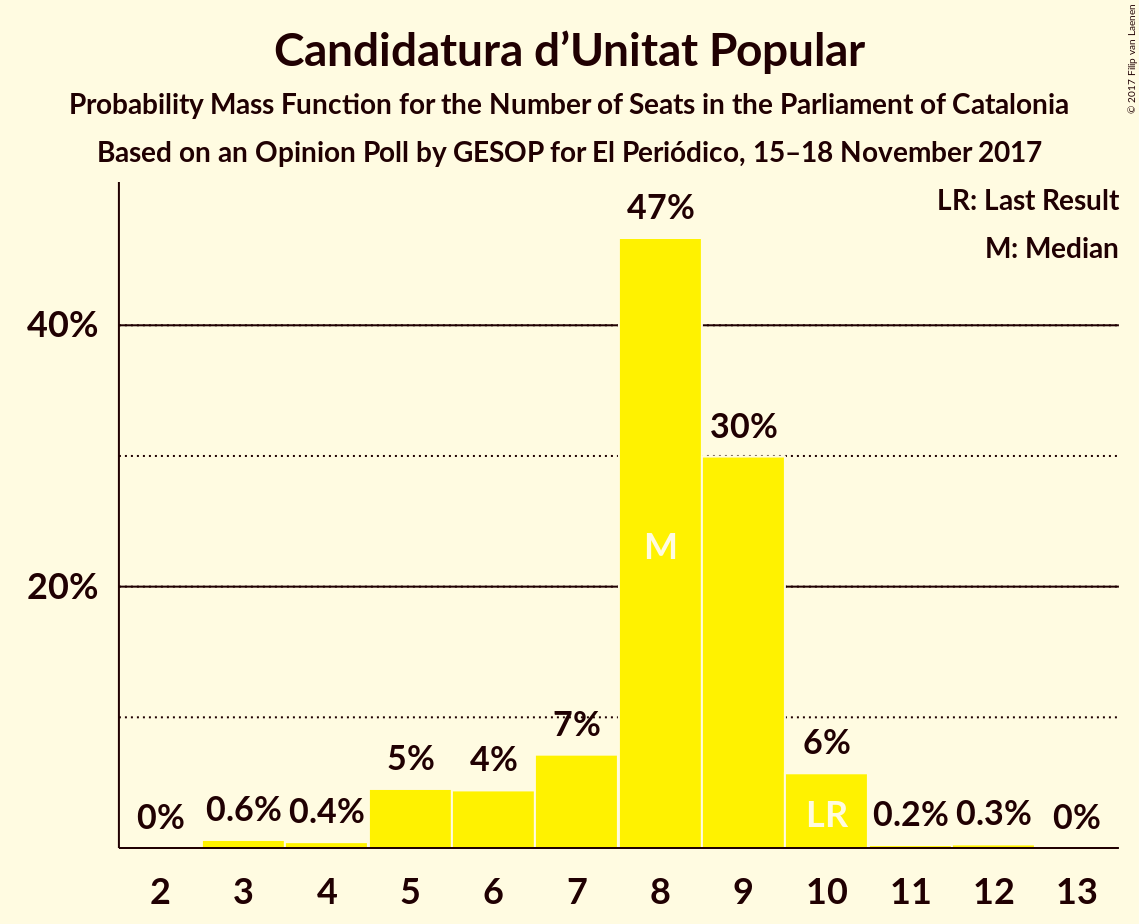 Candidatura d’Unitat Popular
Probability Mass Function for the Number of Seats in the Parliament of Catalonia
Based on an Opinion Poll by GESOP for El Periódico, 15–18 November 2017
© 2017 Filip van Laenen
LR: Last Result
M: Median
47%
40%
30%
M
20%
7%
5%
4%
6%
0%
0.6%
0.4%
LR
0.2%
0.3%
0%
2 3 4 5 6 7 8 9 10 11 12 13